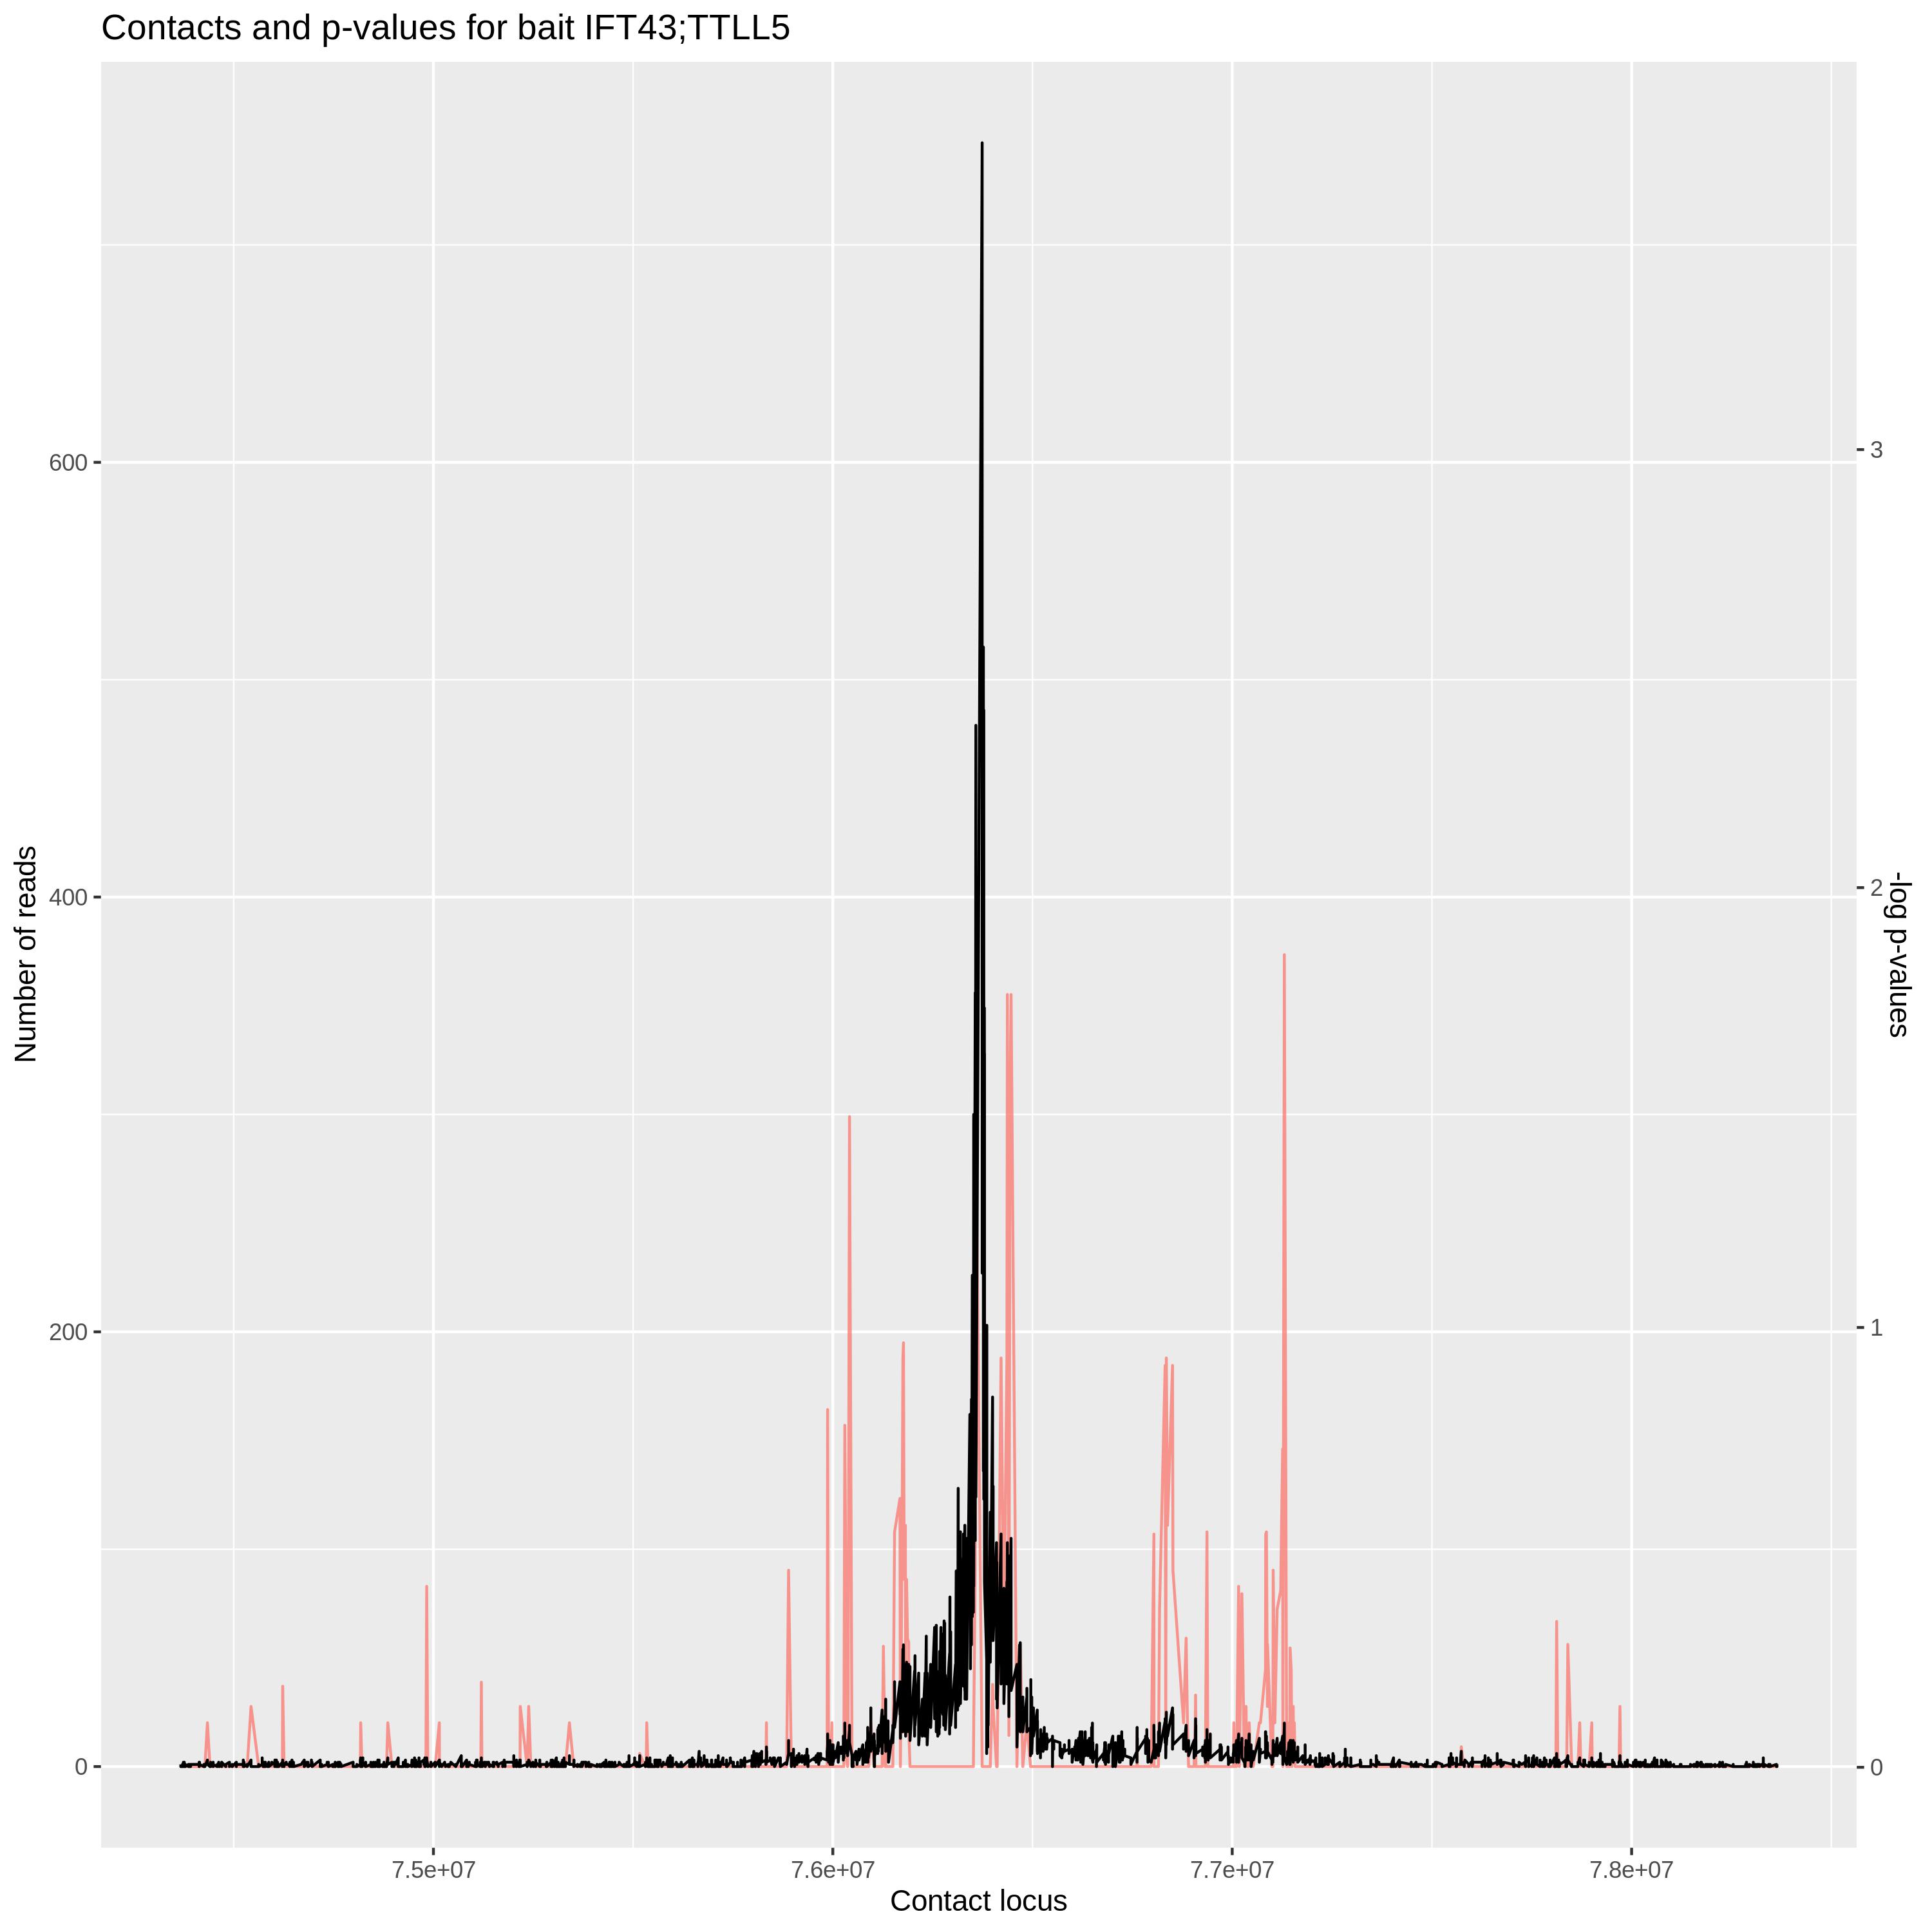 Contacts and p-values for bait IFT43;TTLL5
Number of reads
600
400
200
0
3
2
1
0
-log p-values
7.5e+07
7.6e+07
7.7e+07
7.8e+07
Contact locus